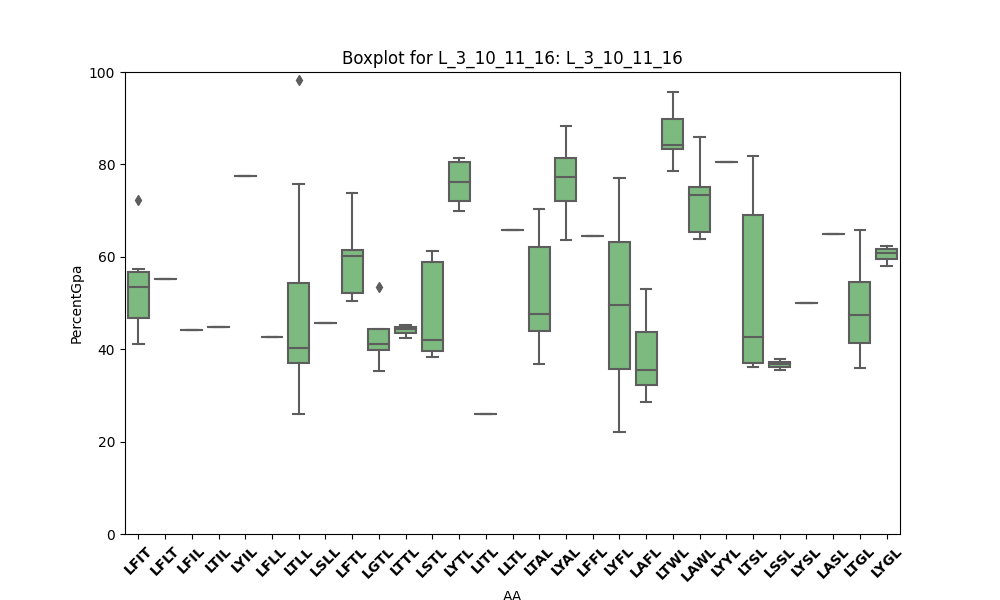 Boxplot for L_3_10_11_16: L_3_10_11_16
100
80
60
40
20
0
PercentGpa
LFIT LFLT LFIL LTIL LYIL LFLL LTLL LSLL LFTL LGTL LTTL LSTL LYTL LITL LLTL LTAL LYAL LFFL LYFL LAFL LTWL LAWL LYYL LTSL LSSL LYSL LASL LTGL LYGL
AA